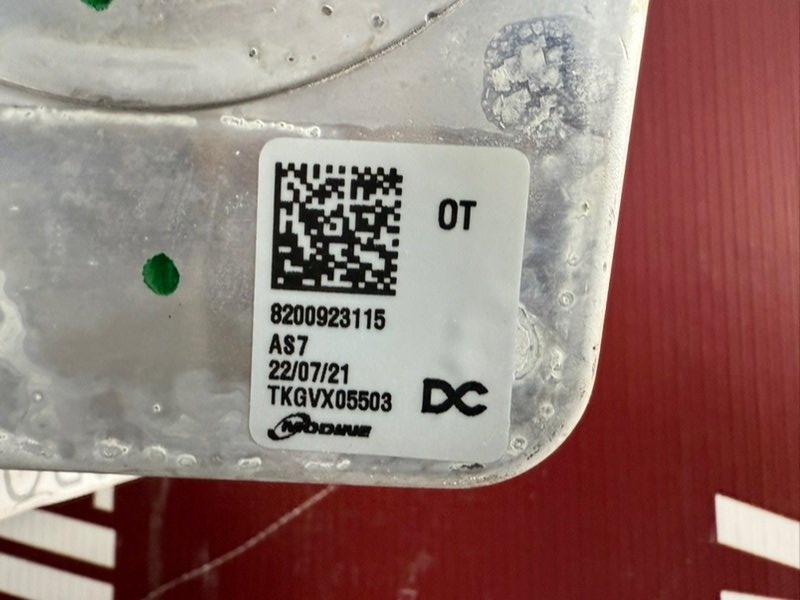 OT
8200923115
AS7
22/07/21
TKGVX05503
DC
MODINE